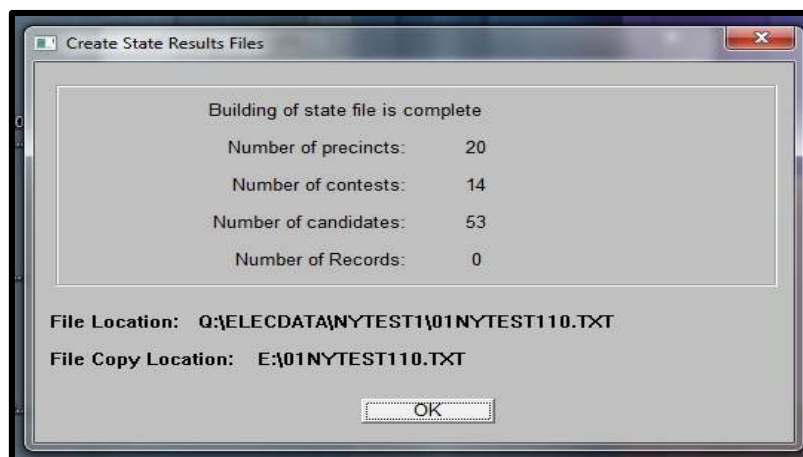 Create State Results Files
Building of state file is complete
Number of precincts: 20
Number of contests: 14
Number of candidates: 53
Number of Records: 0
File Location: Q:\ELECDATA\NYTEST1\01NYTEST110.TXT
File Copy Location: E:\01NYTEST110.TXT
OK